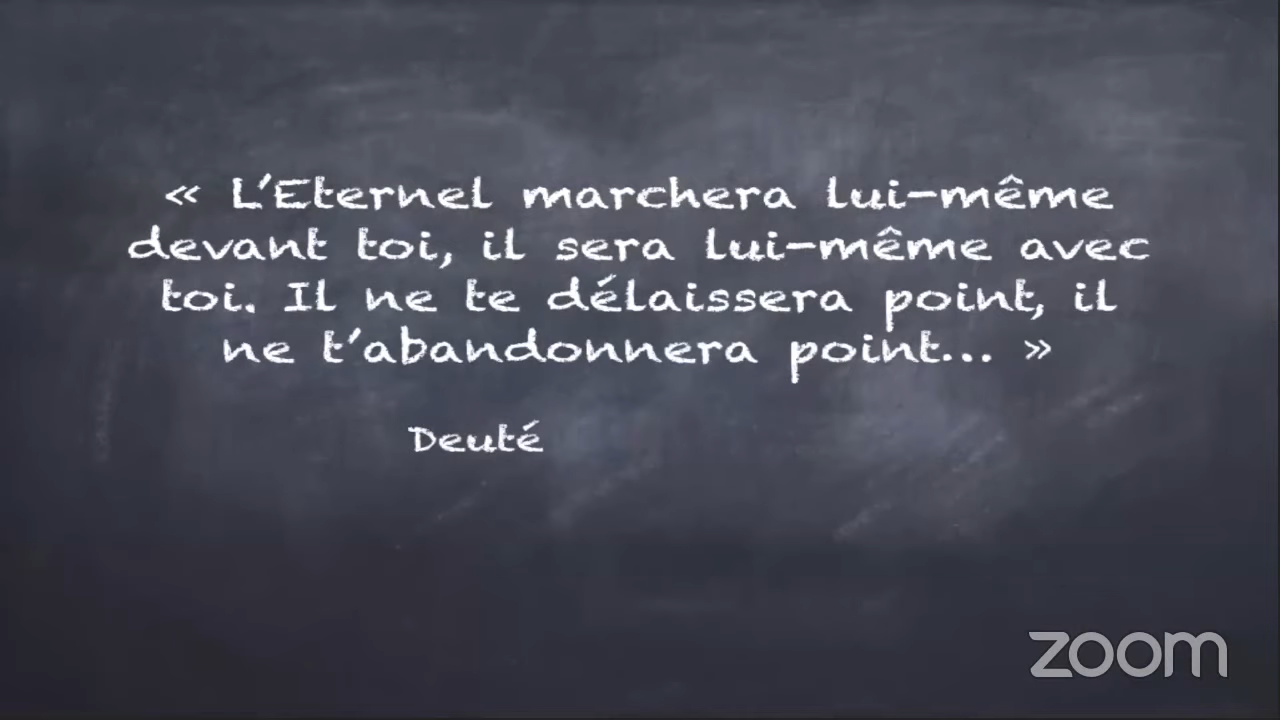 « L’Eternel marchera lui-même
devant toi, il sera lui-même avec
toi. Il ne te délaissera point, il
ne t’abandonnera point... »
Deuté
zoom